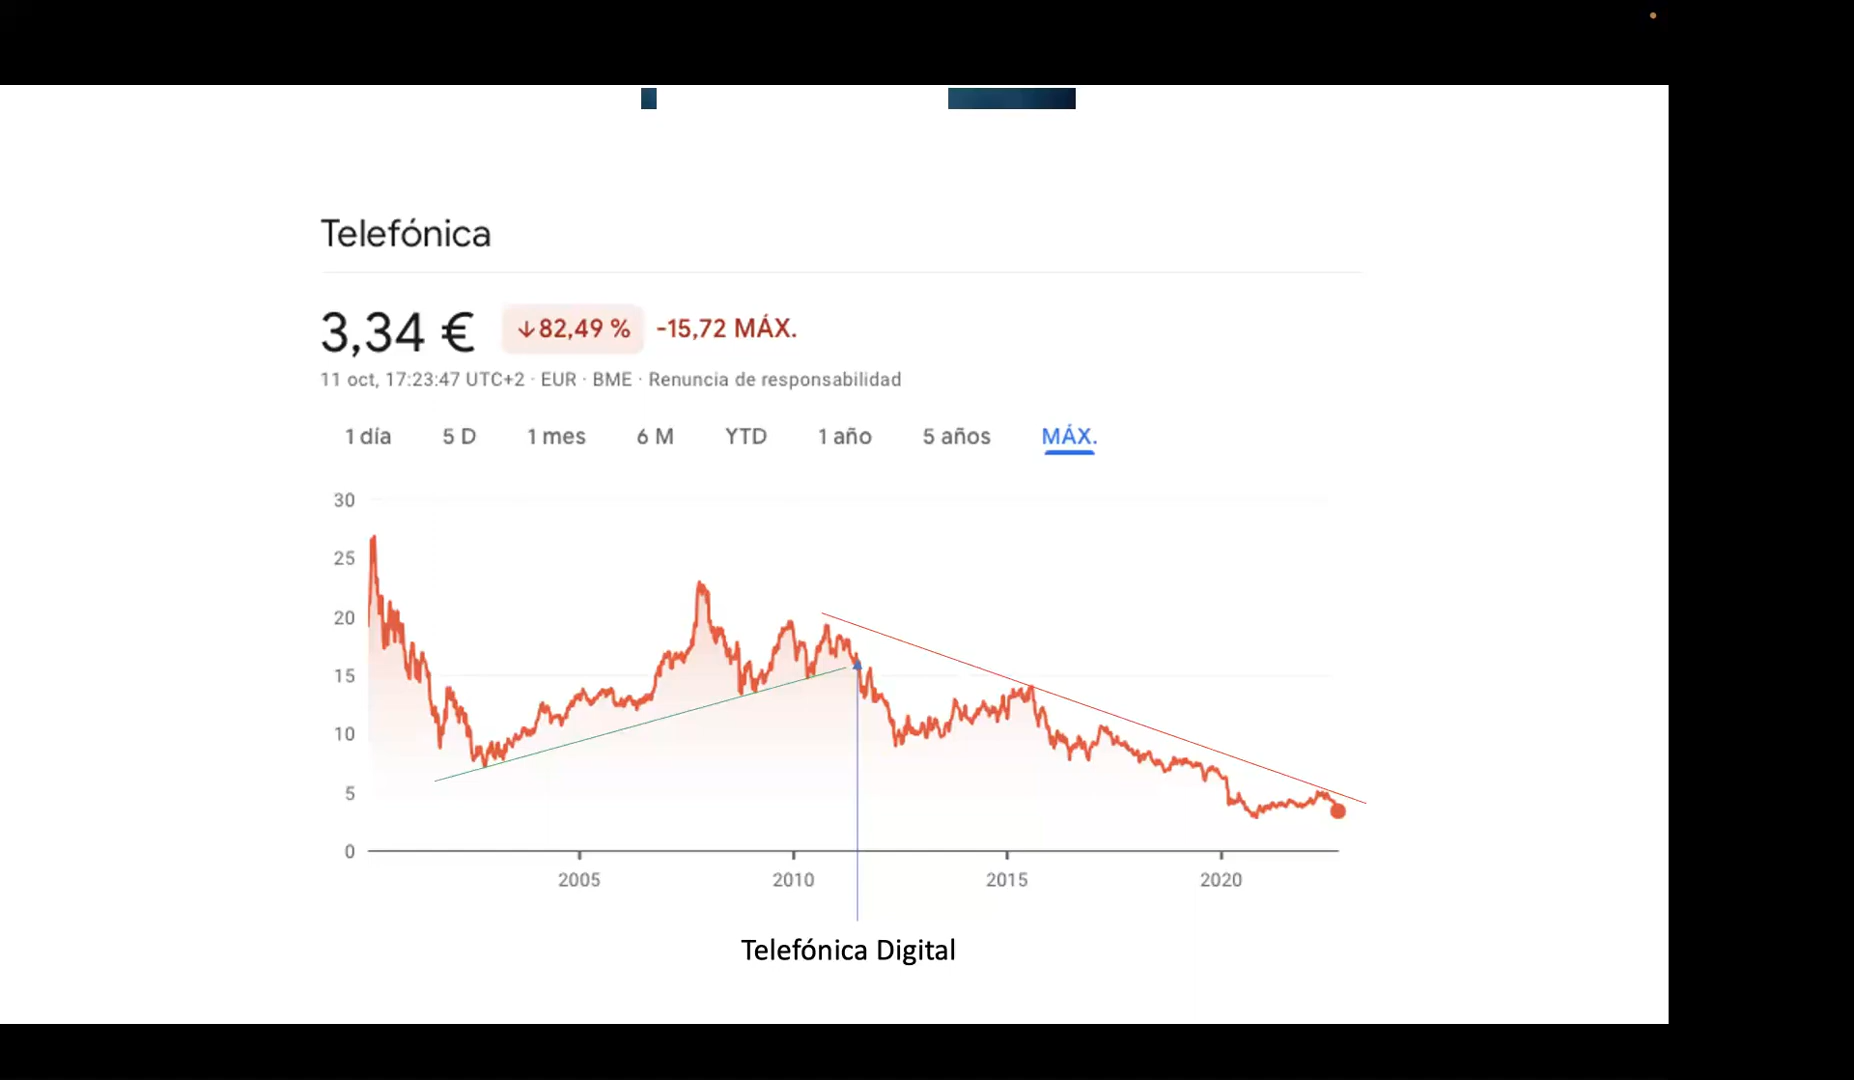 Telefónica
3,34 € ↓82,49 % -15,72 MÁX.
11 oct, 17:23:47 UTC+2 · EUR · BME · Renuncia de responsabilidad
1 día 5 D 1 mes 6 M YTD 1 año 5 años MÁX.
30
25
20
15
10
5
0
2005 2010 2015 2020
Telefónica Digital